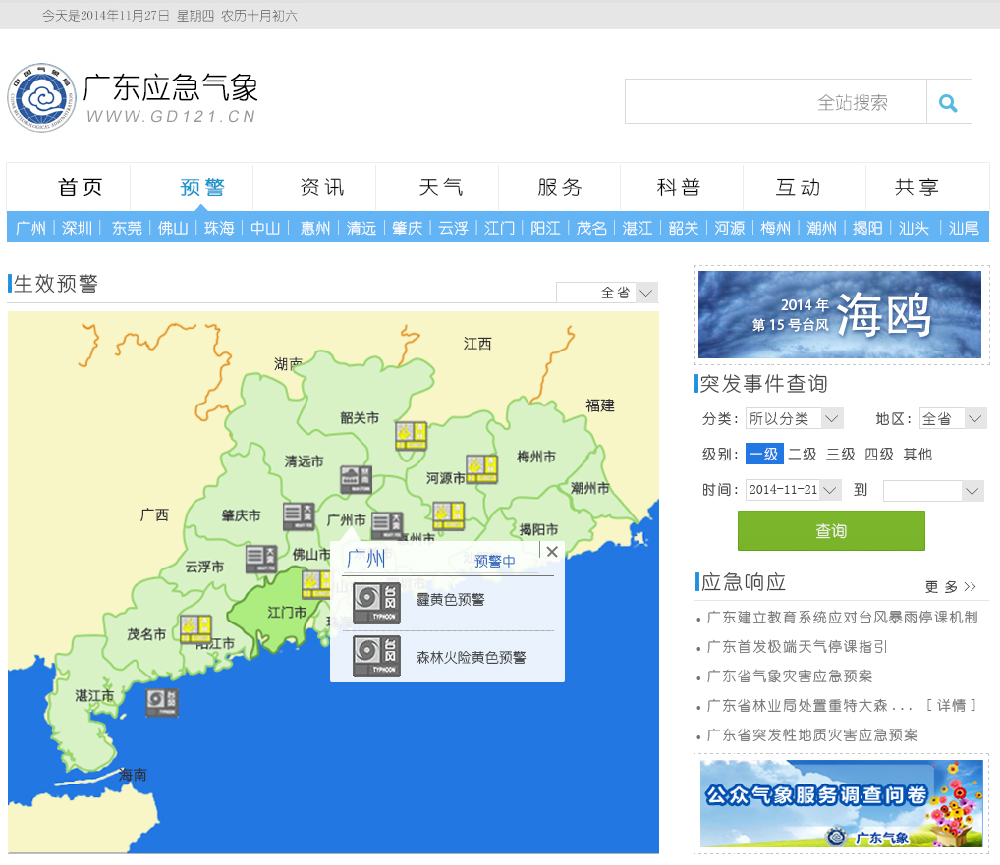 今天是2014年11月27日 星期四 农历十月初六
广东应急气象
WWW.GD121.CN
全站搜索
首页 预警 资讯 天气 服务 科普 互动 共享
广州 | 深圳 | 东莞 | 佛山 | 珠海 | 中山 | 惠州 | 清远 | 肇庆 | 云浮 | 江门 | 阳江 | 茂名 | 湛江 | 韶关 | 河源 | 梅州 | 潮州 | 揭阳 | 汕头 | 汕尾
生效预警
全省
江西
湖南
福建
韶关市
清远市
梅州市
河源市
潮州市
广西
肇庆市
广州市
揭阳市
惠州市
佛山市
云浮市
江门市
茂名市
阳江市
湛江市
海南
广州 预警中
TYPHOON
霾黄色预警
TYPHOON
森林火险黄色预警
TYPHOON
2014 年
第 15 号台风
海鸥
突发事件查询
分类: 所以分类 地区: 全省
级别: 一级 二级 三级 四级 其他
时间: 2014-11-21 到
查询
应急响应
更多>>
• 广东建立教育系统应对台风暴雨停课机制
• 广东首发极端天气停课指引
• 广东省气象灾害应急预案
• 广东省林业局处置重特大森... [详情]
• 广东省突发性地质灾害应急预案
公众气象服务调查问卷
广东气象